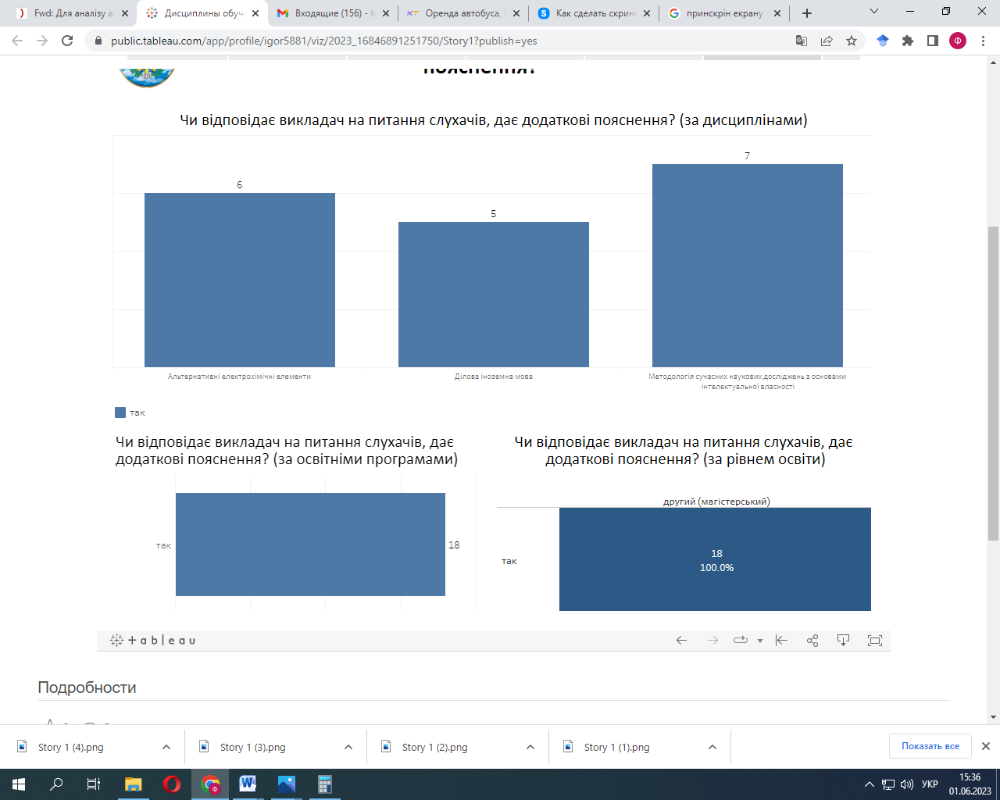 Fwd: Для аналізу а
Дисциплины обуч
Входящие (156) - b
Оренда автобуса,
Как сделать скрин
принскрін екрану
public.tableau.com/app/profile/igor5881/viz/2023_16846891251750/Story1?publish=yes
Ф
пояснення?
Чи відповідає викладач на питання слухачів, дає додаткові пояснення? (за дисциплінами)
7
6
5
Альтернативні електрохімічні елементи
Ділова іноземна мова
Методологія сучасних наукових досліджень з основами
інтелектуальної власності
так
Чи відповідає викладач на питання слухачів, дає
додаткові пояснення? (за освітніми програмами)
так
18
Чи відповідає викладач на питання слухачів, дає
додаткові пояснення? (за рівнем освіти)
другий (магістерський)
так
18
100.0%
tableau
Подробности
Story 1 (4).png
Story 1 (3).png
Story 1 (2).png
Story 1 (1).png
Показать все
УКР
15:36
01.06.2023